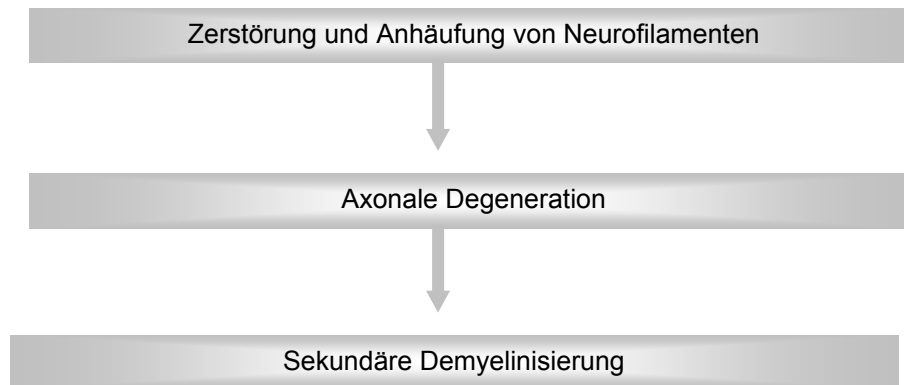 Zerstörung und Anhäufung von Neurofilamenten
Axonale Degeneration
Sekundäre Demyelinisierung